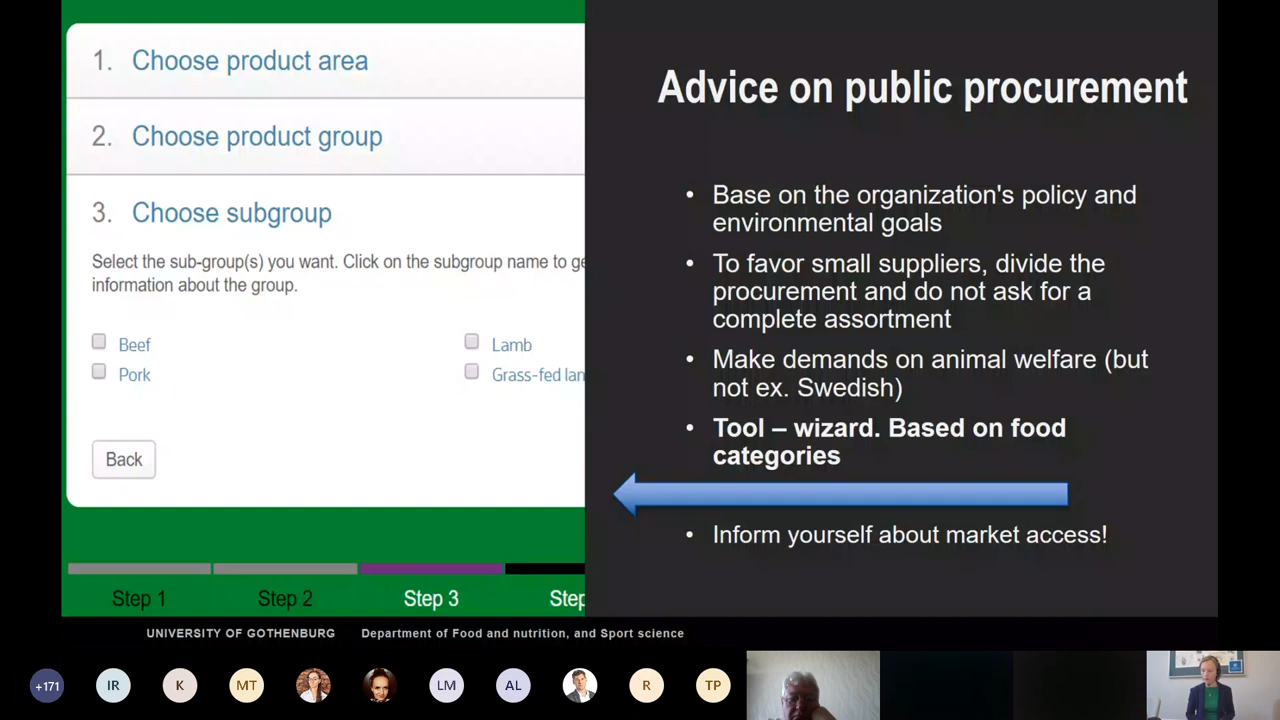 1. Choose product area
2. Choose product group
3. Choose subgroup
Select the sub-group(s) you want. Click on the subgroup name to ge
information about the group.
Beef
Lamb
Pork
Grass-fed lan
Back
Step 1
Step 2
Step 3
Step
Advice on public procurement
• Base on the organization's policy and
environmental goals
• To favor small suppliers, divide the
procurement and do not ask for a
complete assortment
• Make demands on animal welfare (but
not ex. Swedish)
• Tool – wizard. Based on food
categories
• Inform yourself about market access!
UNIVERSITY OF GOTHENBURG Department of Food and nutrition, and Sport science
+171
IR
K
MT
LM
AL
R
TP